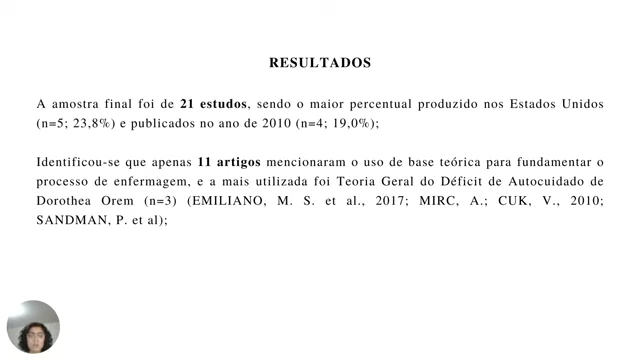 RESULTADOS
A amostra final foi de 21 estudos, sendo o maior percentual produzido nos Estados Unidos
(n=5; 23,8%) e publicados no ano de 2010 (n=4; 19,0%);
Identificou-se que apenas 11 artigos mencionaram o uso de base teórica para fundamentar o
processo de enfermagem, e a mais utilizada foi Teoria Geral do Déficit de Autocuidado de
Dorothea Orem (n=3) (EMILIANO, M. S. et al., 2017; MIRC, A.; CUK, V., 2010;
SANDMAN, P. et al);